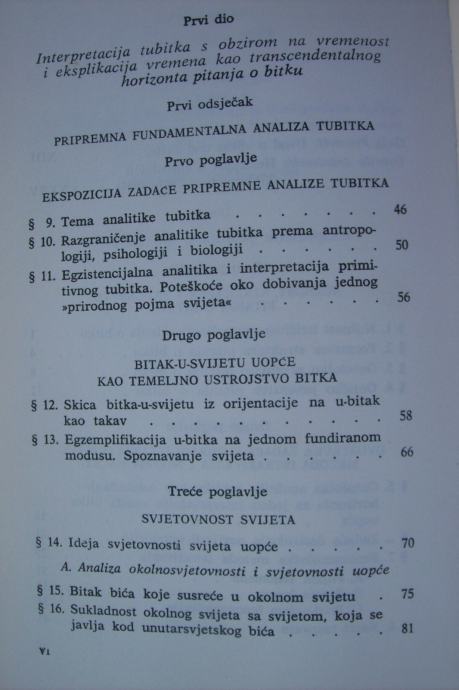 Prvi dio
Interpretacija tubitka s obzirom na vremenost
i eksplikacija vremena kao transcendentalnog
horizonta pitanja o bitku
Prvi odsječak
PRIPREMNA FUNDAMENTALNA ANALIZA TUBITKA
Prvo poglavlje
EKSPOZICIJA ZADAĆE PRIPREMNE ANALIZE TUBITKA
§ 9. Tema analitike tubitka . . . . . . . 46
§ 10. Razgraničenje analitike tubitka prema antropo-
logiji, psihologiji i biologiji . . . . . . 50
§ 11. Egzistencijalna analitika i interpretacija primi-
tivnog tubitka. Poteškoće oko dobivanja jednog
»prirodnog pojma svijeta« . . . . . . 56
Drugo poglavlje
BITAK-U-SVIJETU UOPĆE
KAO TEMELJNO USTROJSTVO BITKA
§ 12. Skica bitka-u-svijetu iz orijentacije na u-bitak
kao takav . . . . . . . . . . 58
§ 13. Egzemplifikacija u-bitka na jednom fundiranom
modusu. Spoznavanje svijeta . . . . . 66
Treće poglavlje
SVJETOVNOST SVIJETA
§ 14. Ideja svjetovnosti svijeta uopće . . . . . 70
A. Analiza okolnosvjetovnosti i svjetovnosti uopće
§ 15. Bitak bića koje susreće u okolnom svijetu . 75
§ 16. Sukladnost okolnog svijeta sa svijetom, koja se
javlja kod unutarsvjetskog bića . . . . 81
VI